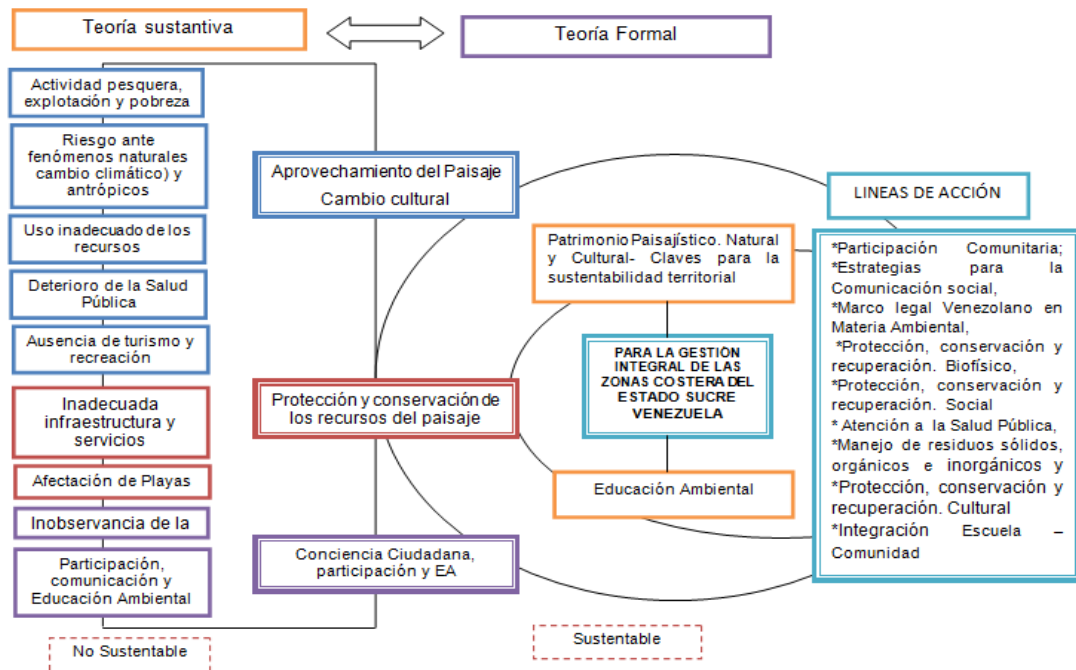 Teoría sustantiva
Teoría Formal
Actividad pesquera,
explotación y pobreza
Riesgo ante
fenómenos naturales
cambio climático) y
antrópicos
Uso inadecuado de los
recursos
Deterioro de la Salud
Pública
Ausencia de turismo y
recreación
Inadecuada
infraestructura y
servicios
Afectación de Playas
Inobservancia de la
Participación,
comunicación y
Educación Ambiental
No Sustentable
Aprovechamiento del Paisaje
Cambio cultural
Protección y conservación de
los recursos del paisaje
Conciencia Ciudadana,
participación y EA
Patrimonio Paisajístico. Natural
y Cultural- Claves para la
sustentabilidad territorial
PARA LA GESTIÓN
INTEGRAL DE LAS
ZONAS COSTERA DEL
ESTADO SUCRE
VENEZUELA
Educación Ambiental
Sustentable
LINEAS DE ACCIÓN
*Participación Comunitaria;
*Estrategias para la
Comunicación social,
*Marco legal Venezolano en
Materia Ambiental,
*Protección, conservación y
recuperación. Biofísico,
*Protección, conservación y
recuperación. Social
* Atención a la Salud Pública,
*Manejo de residuos sólidos,
orgánicos e inorgánicos y
*Protección, conservación y
recuperación. Cultural
*Integración Escuela –
Comunidad